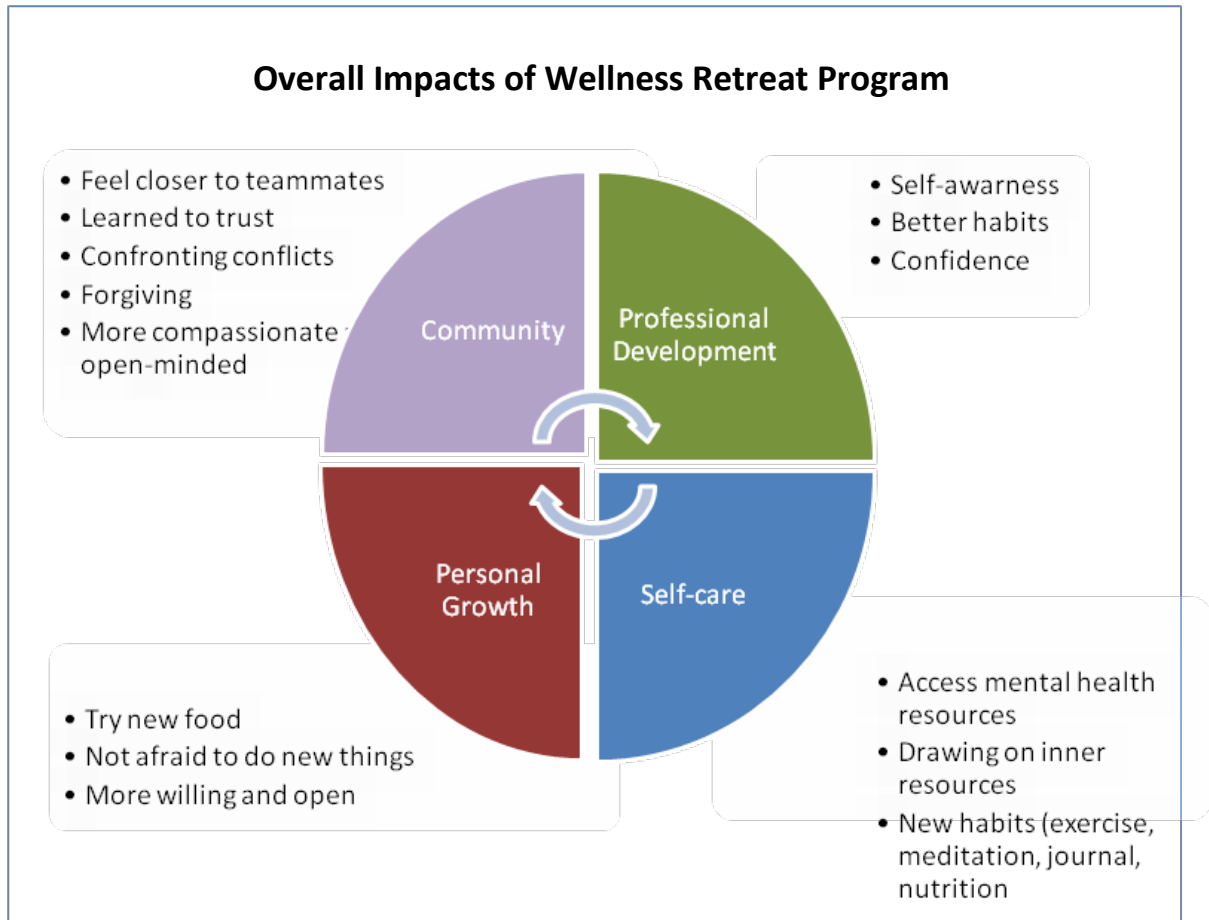 Overall Impacts of Wellness Retreat Program
• Feel closer to teammates
• Learned to trust
• Confronting conflicts
• Forgiving
• More compassionate
open-minded
Community
• Self-awarness
• Better habits
• Confidence
Professional
Development
Personal
Growth
• Try new food
• Not afraid to do new things
• More willing and open
Self-care
• Access mental health
resources
• Drawing on inner
resources
• New habits (exercise,
meditation, journal,
nutrition